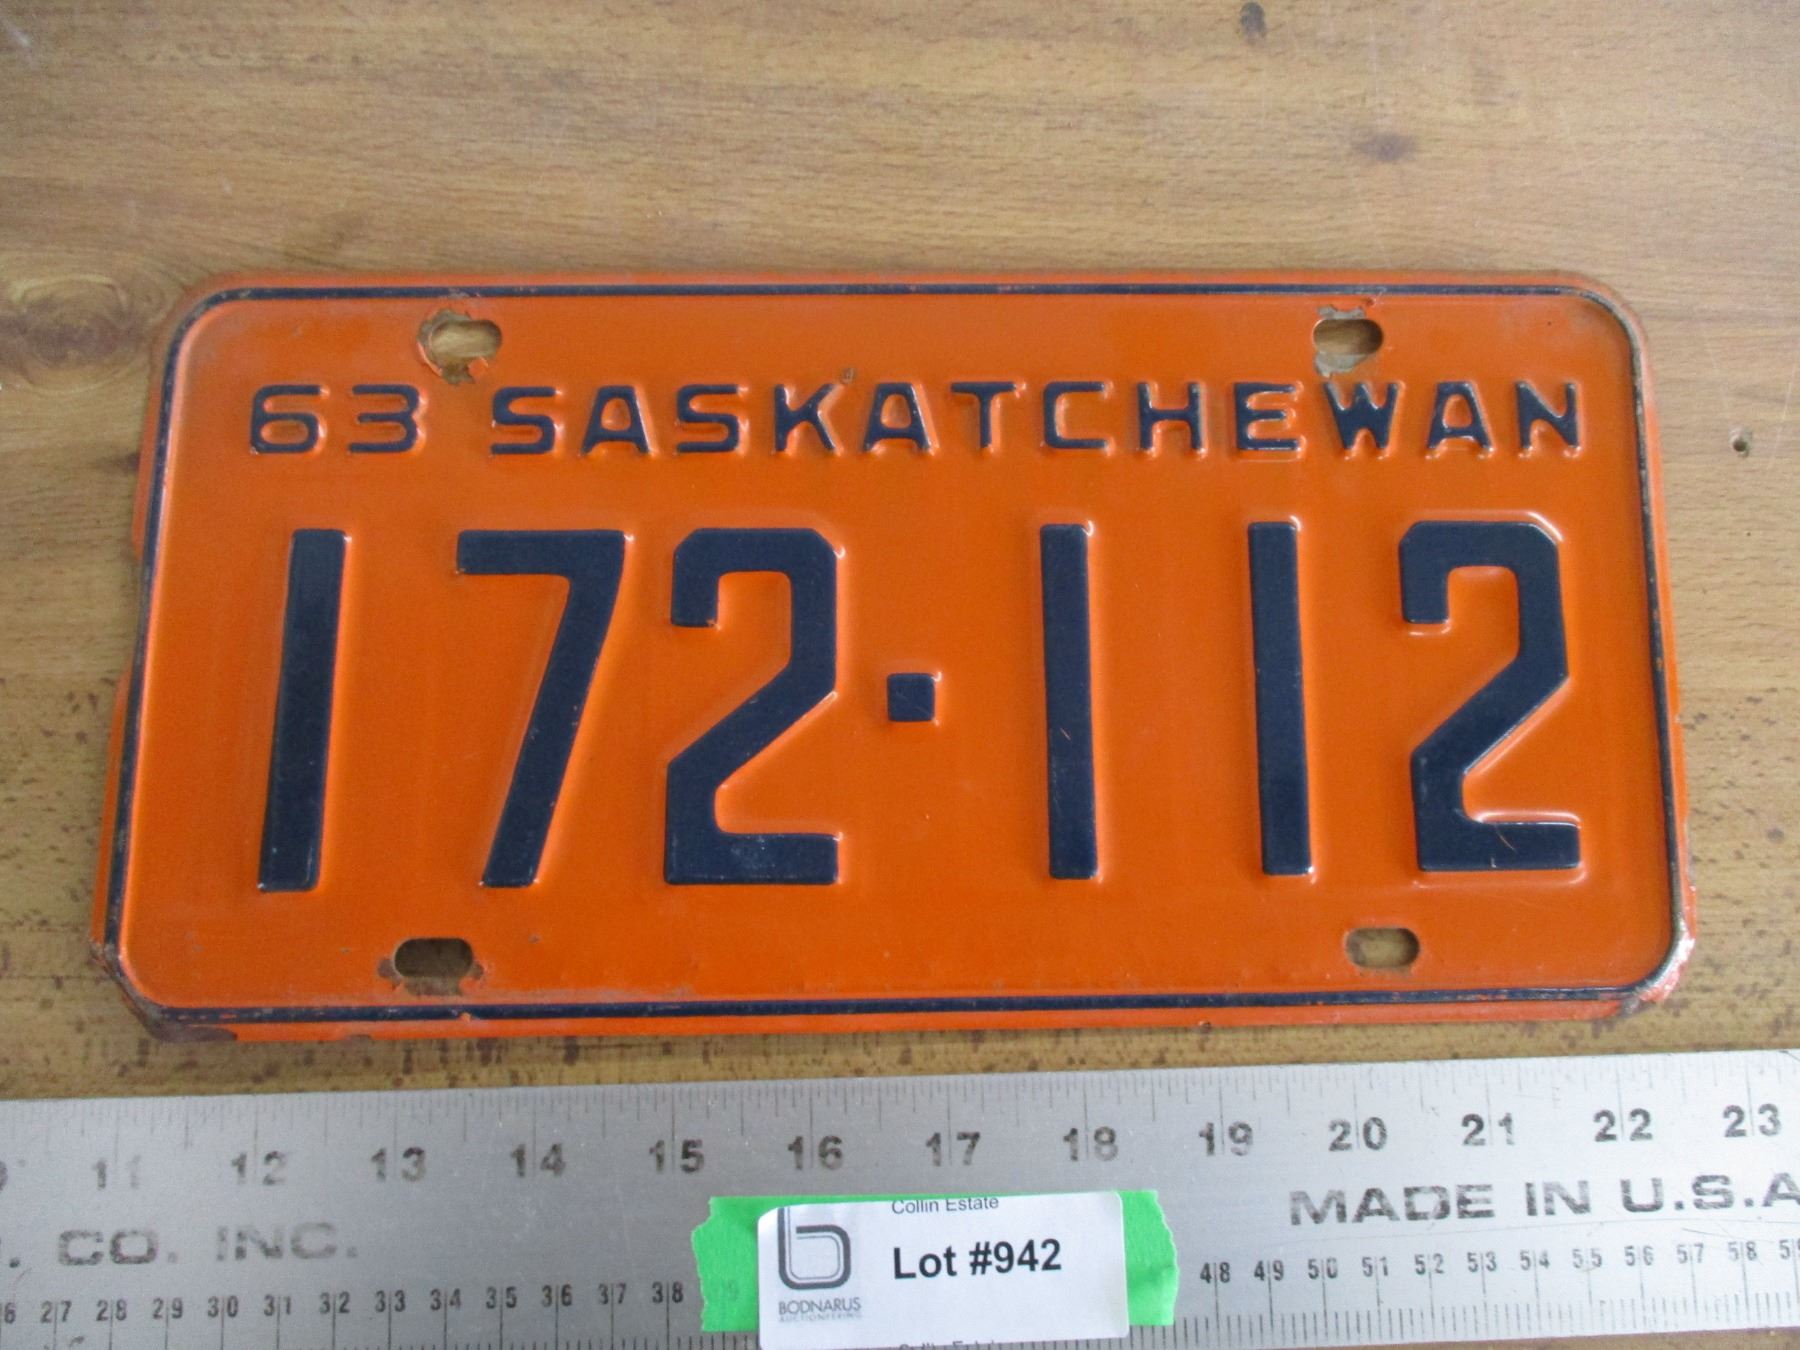 63 SASKATCHEWAN
172·112
11 12 13 14 15 16 17 18 19 20 21 22 23
CO. INC.
MADE IN U.S.A
27 28 29 30 31 32 33 34 35 36 37 38
48 49 50 51 52 53 54 55 56 57 58
Collin Estate
Lot #942
BODNARUS
AUCTIONEERING